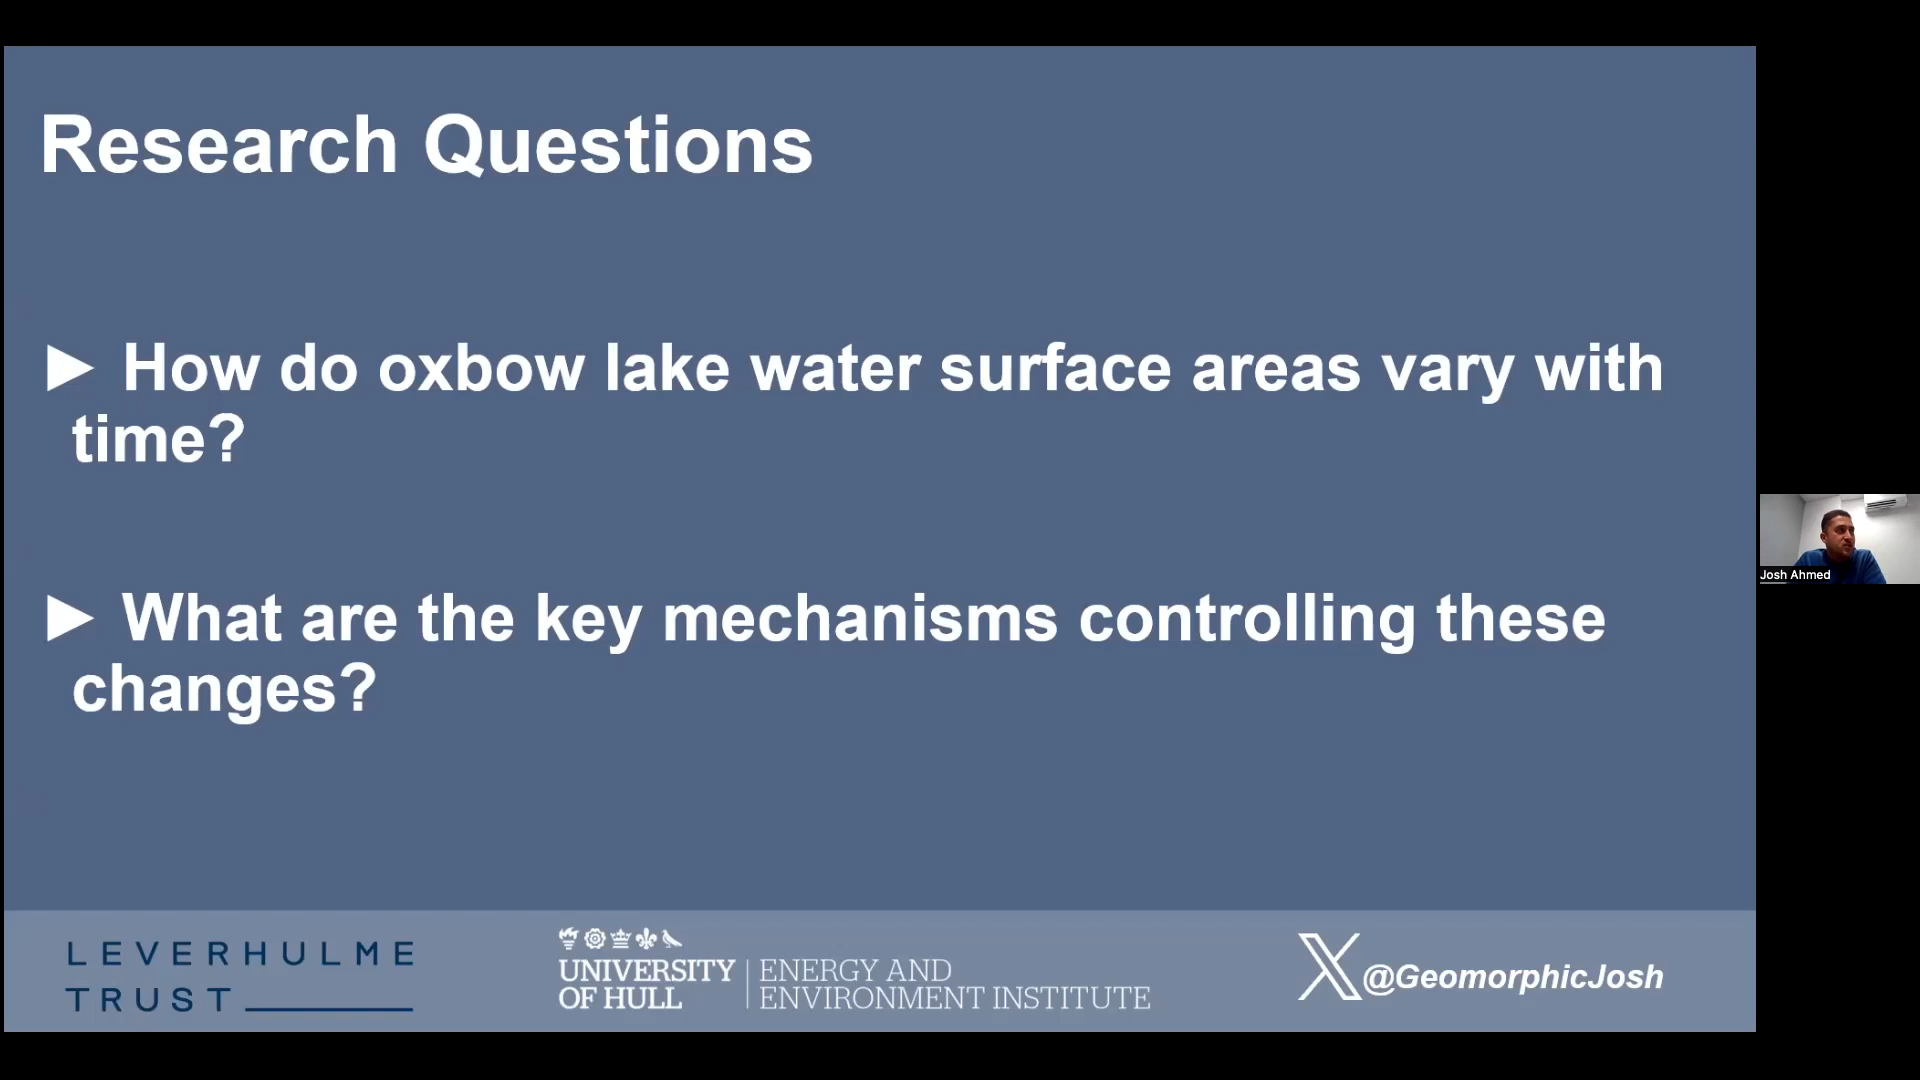 Research Questions
► How do oxbow lake water surface areas vary with
time?
► What are the key mechanisms controlling these
changes?
Josh Ahmed
LEVERHULME
TRUST
UNIVERSITY
OF HULL
ENERGY AND
ENVIRONMENT INSTITUTE
@GeomorphicJosh